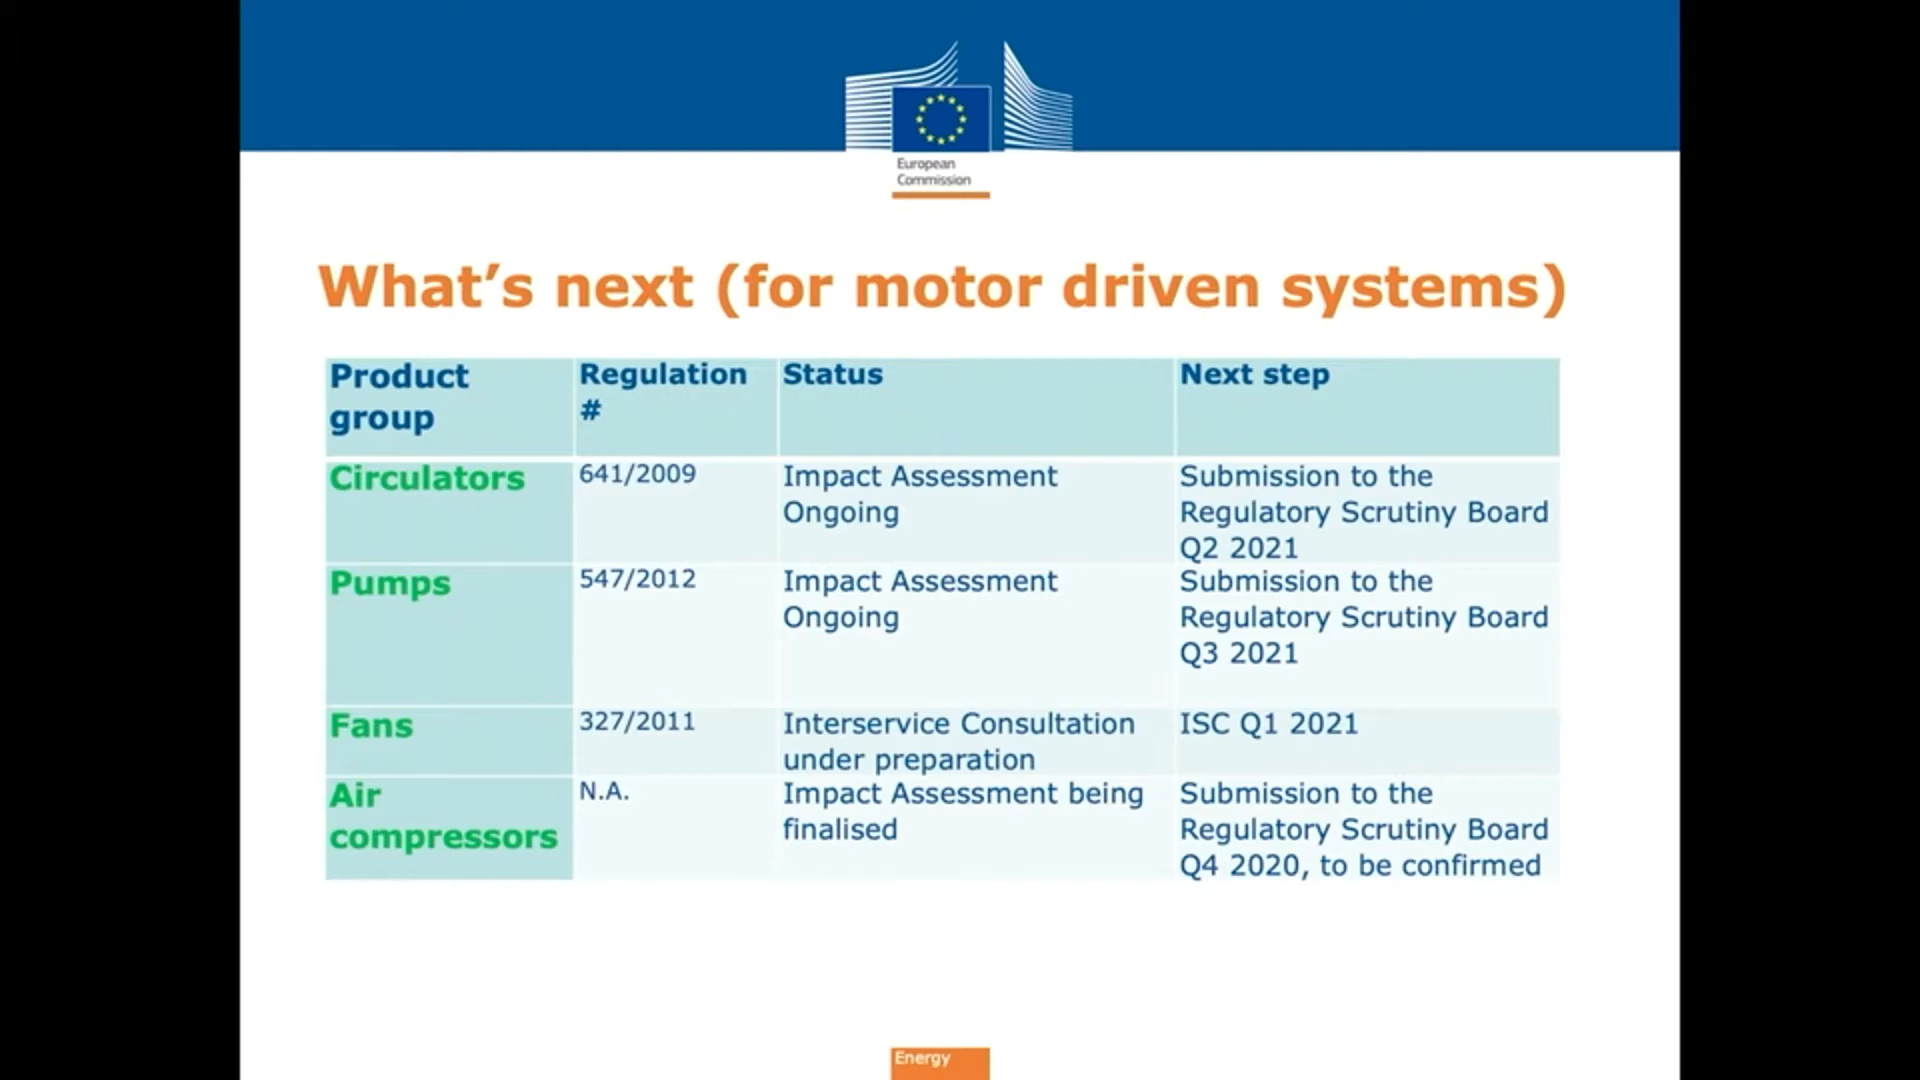 European
Commission
What’s next (for motor driven systems)
Product
group
Regulation
#
Status
Next step
Circulators
641/2009
Impact Assessment
Ongoing
Submission to the
Regulatory Scrutiny Board
Q2 2021
Pumps
547/2012
Impact Assessment
Ongoing
Submission to the
Regulatory Scrutiny Board
Q3 2021
Fans
327/2011
Interservice Consultation
under preparation
ISC Q1 2021
Air
compressors
N.A.
Impact Assessment being
finalised
Submission to the
Regulatory Scrutiny Board
Q4 2020, to be confirmed
Energy